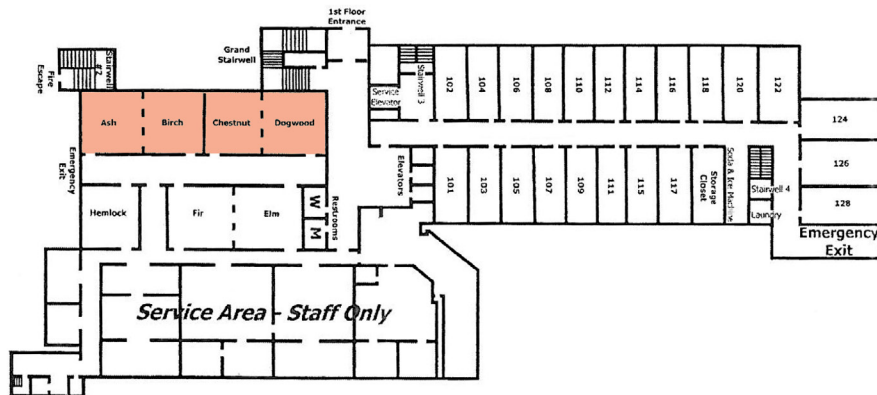 1st Floor
Entrance
Grand
Stairwell
Fire
Escape
Stairwell
#2
Service
Elevator
Stairwell 3
102
104
106
108
110
112
114
116
118
120
122
124
126
128
Ash
Birch
Chestnut
Dogwood
Emergency
Exit
Elevators
101
103
105
107
109
111
115
117
Storage
Closet
Soda & Ice Machine
Stairwell 4
Laundry
Emergency
Exit
Hemlock
Fir
Elm
W
M
Restrooms
Service Area - Staff Only